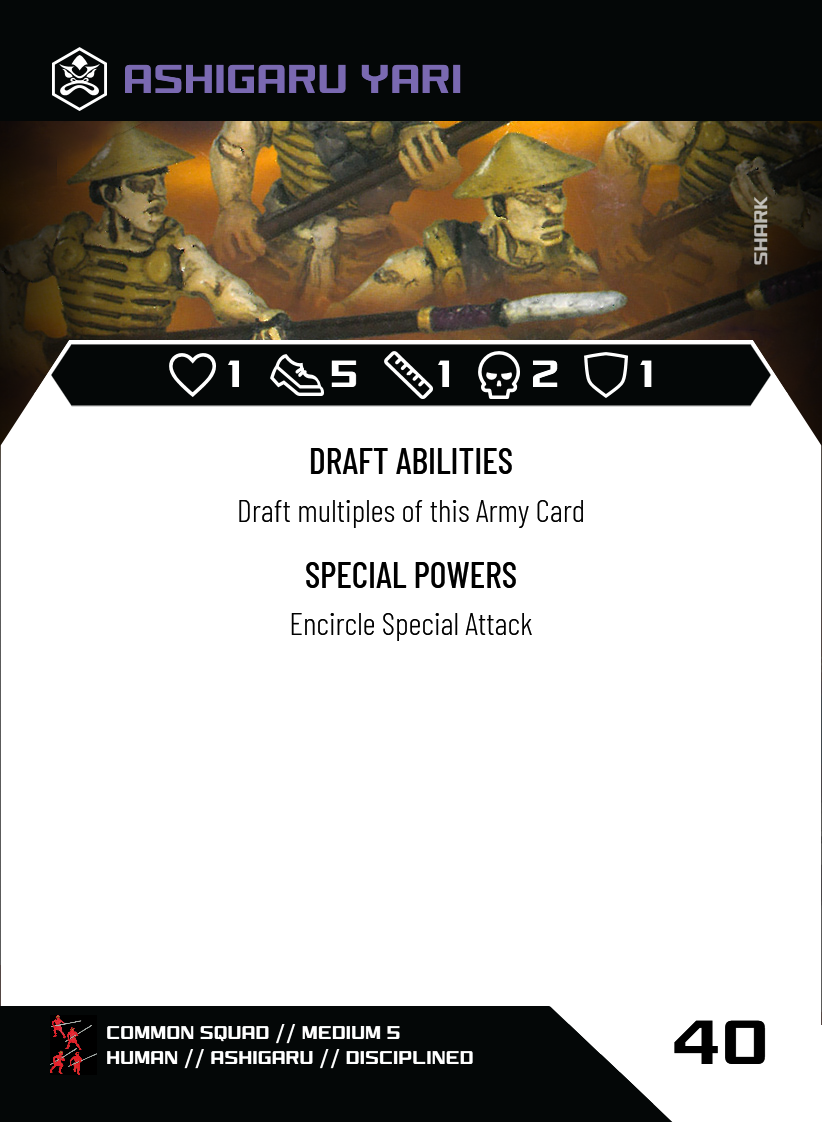 ASHIGARU YARI
SHARK
1 5 1 2 1
DRAFT ABILITIES
Draft multiples of this Army Card
SPECIAL POWERS
Encircle Special Attack
COMMON SQUAD // MEDIUM 5
HUMAN // ASHIGARU // DISCIPLINED
40